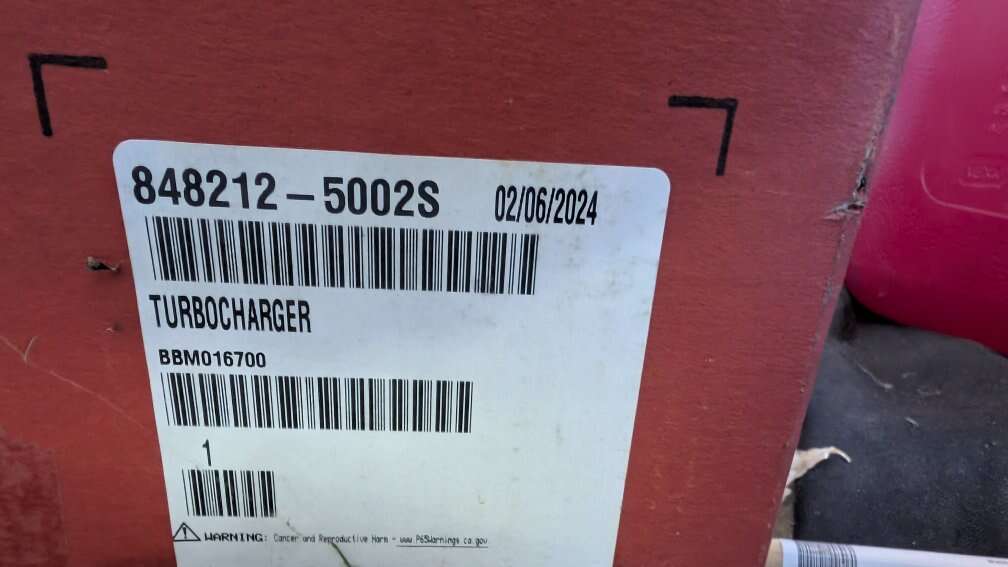 848212-5002S 02/06/2024
TURBOCHARGER
BBM016700
1
WARNING: Cancer and Reproductive Harm - www.P65Warnings.ca.gov